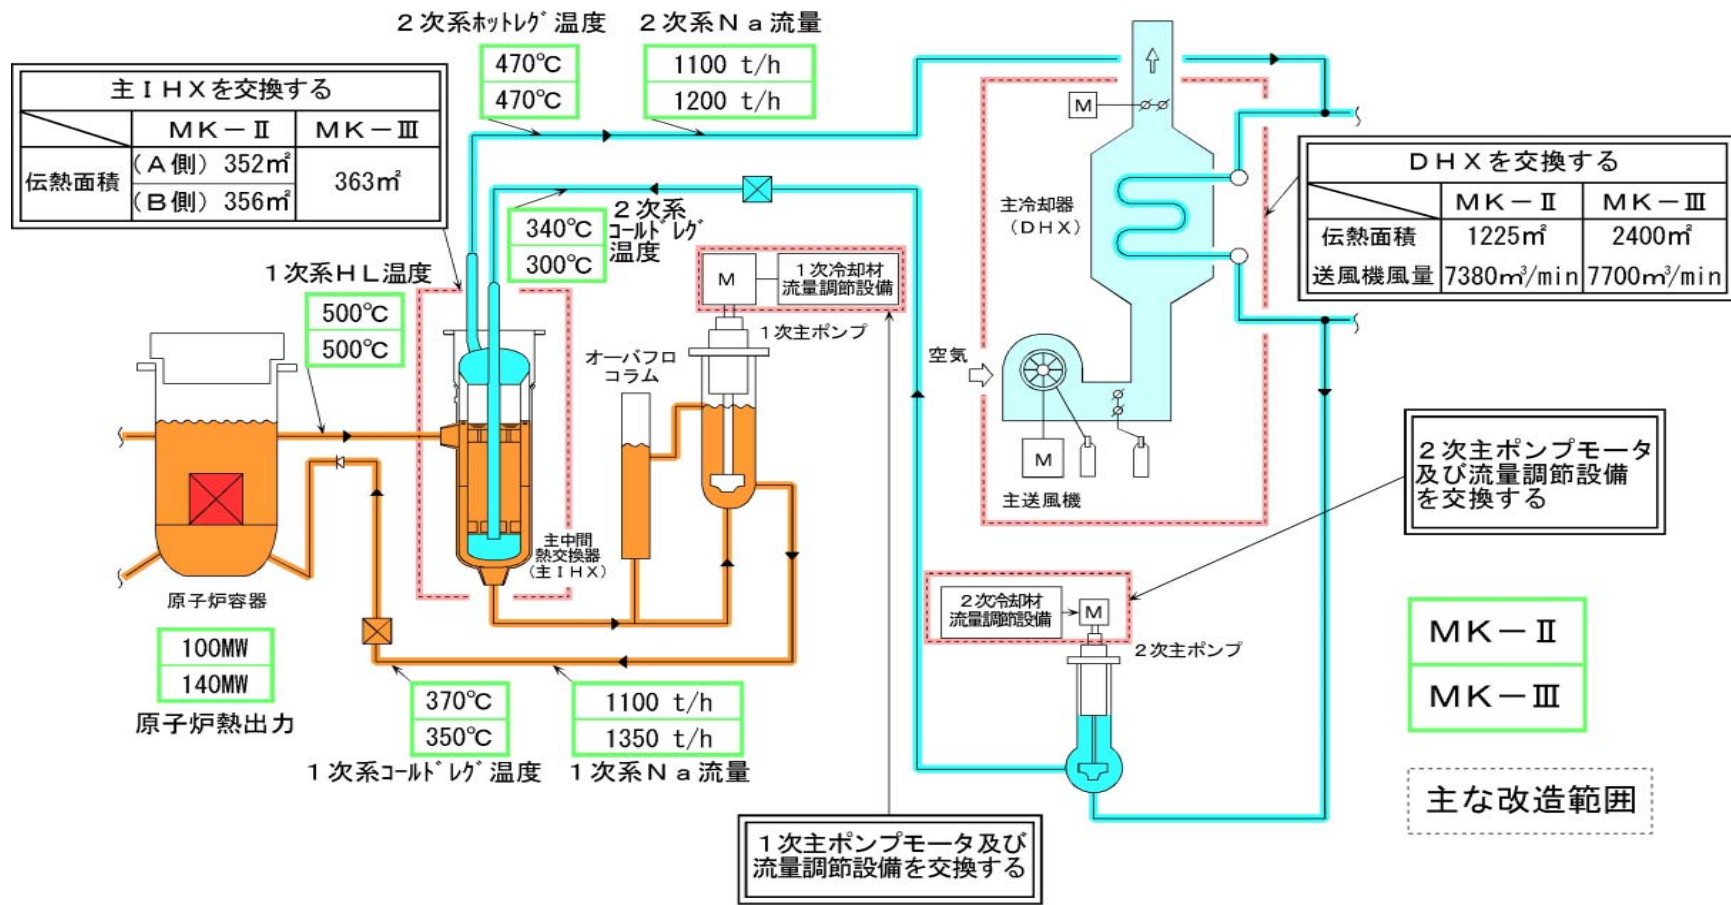 2次系ホットレグ温度
470℃
470℃
2次系Na流量
1100 t/h
1200 t/h
主IHXを交換する
MK-Ⅱ
MK-Ⅲ
伝熱面積
(A側) 352㎡
(B側) 356㎡
363㎡
340℃
300℃
2次系
コールドレグ
温度
1次系HL温度
500℃
500℃
M
1次冷却材
流量調節設備
1次主ポンプ
オーバフロ
コラム
主中間
熱交換器
(主IHX)
原子炉容器
100MW
140MW
原子炉熱出力
370℃
350℃
1次系コールドレグ温度
1100 t/h
1350 t/h
1次系Na流量
1次主ポンプモータ及び
流量調節設備を交換する
M
主冷却器
(DHX)
空気
M
主送風機
DHXを交換する
MK-Ⅱ
MK-Ⅲ
伝熱面積
1225㎡
2400㎡
送風機風量
7380m³/min
7700m³/min
2次主ポンプモータ
及び流量調節設備
を交換する
2次冷却材
流量調節設備
M
2次主ポンプ
MK-Ⅱ
MK-Ⅲ
主な改造範囲